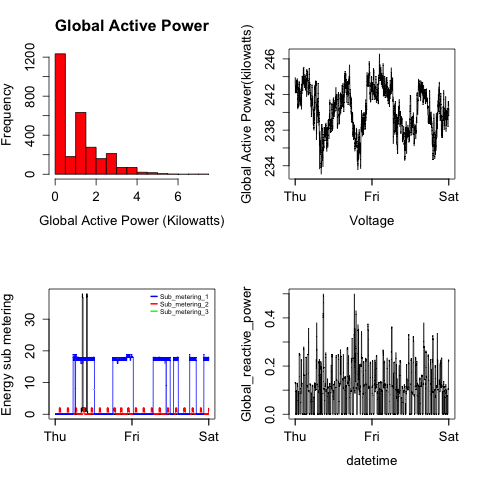 Global Active Power
Frequency
0 400 800 1200
0 2 4 6
Global Active Power (Kilowatts)
Global Active Power(kilowatts)
234 238 242 246
Thu Fri Sat
Voltage
Energy sub metering
0 10 20 30
Sub_metering_1
Sub_metering_2
Sub_metering_3
Thu Fri Sat
Global_reactive_power
0.0 0.2 0.4
Thu Fri Sat
datetime